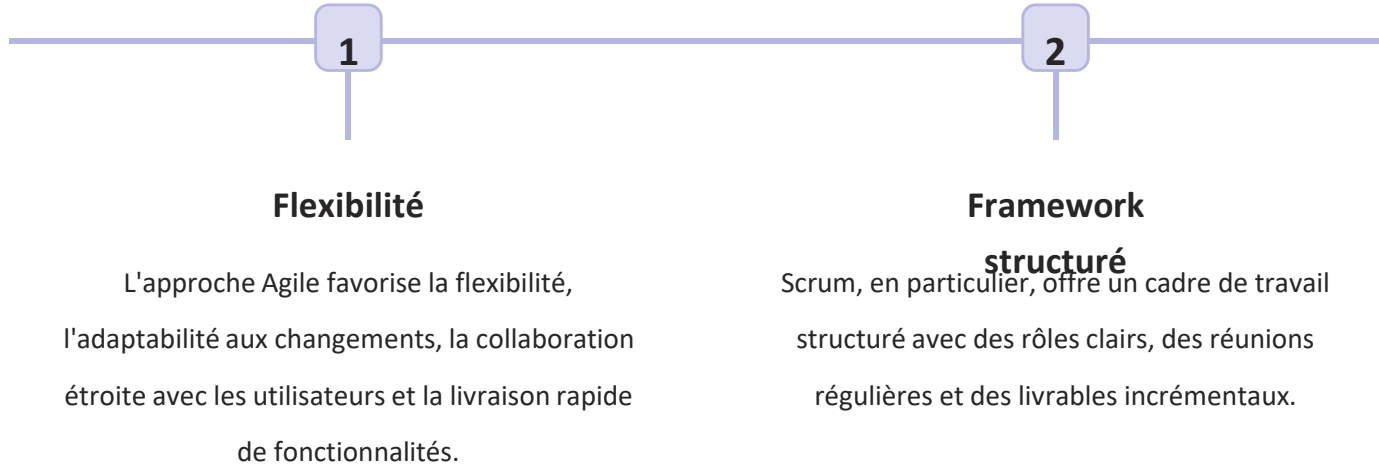 1
Flexibilité
L'approche Agile favorise la flexibilité,
l'adaptabilité aux changements, la collaboration
étroite avec les utilisateurs et la livraison rapide
de fonctionnalités.
2
Framework
structuré
Scrum, en particulier, offre un cadre de travail
structuré avec des rôles clairs, des réunions
régulières et des livrables incrémentaux.